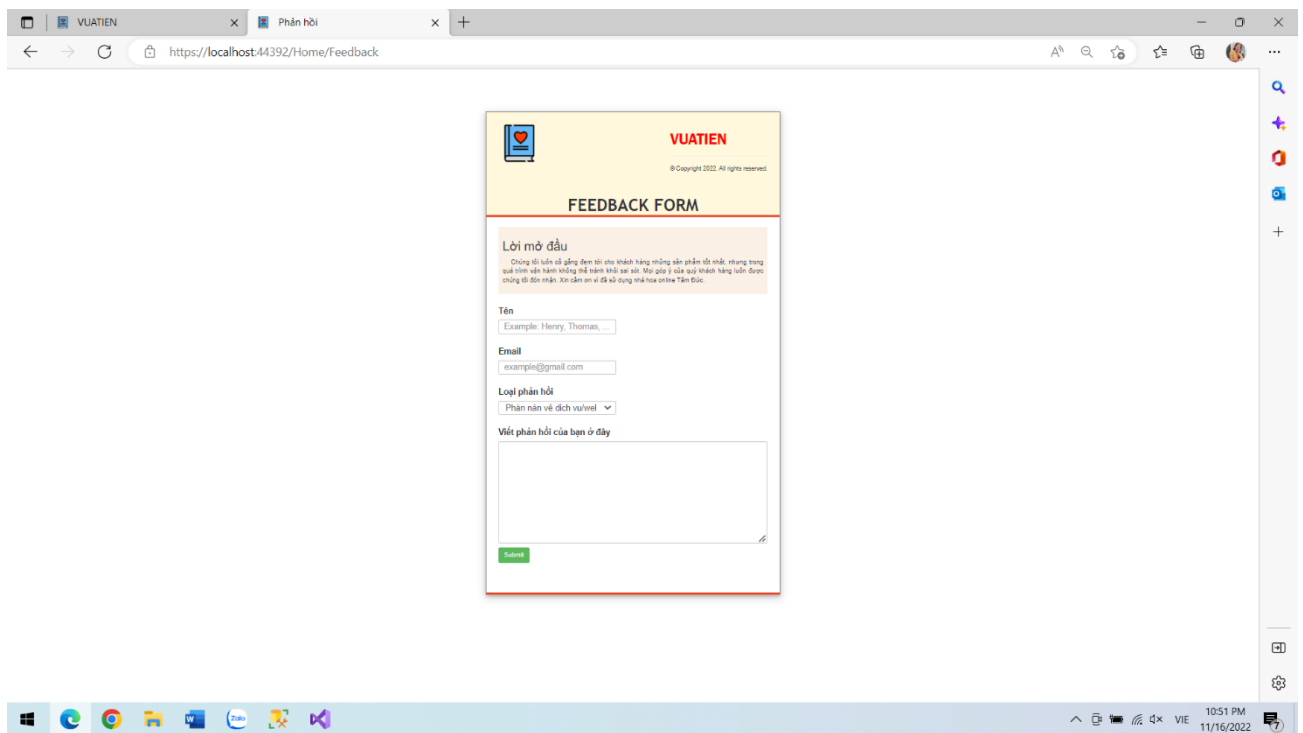 VUATIEN
Phản hồi
https://localhost:44392/Home/Feedback
VUATIEN
© Copyright 2022. All rights reserved.
FEEDBACK FORM
Lời mở đầu
Chúng tôi luôn cố gắng đem tới cho khách hàng những sản phẩm tốt nhất, nhưng trong
quá trình vận hành không thể tránh khỏi sai sót. Mọi góp ý của quý khách hàng luôn được
chúng tôi đón nhận. Xin cảm ơn vì đã sử dụng nhà hoa online Tâm Đức.
Tên
Example: Henry, Thomas, ...
Email
example@gmail.com
Loại phản hồi
Phàn nàn về dịch vụ/wel
Viết phản hồi của bạn ở đây
Submit
Zalo
VIE
10:51 PM
11/16/2022
7